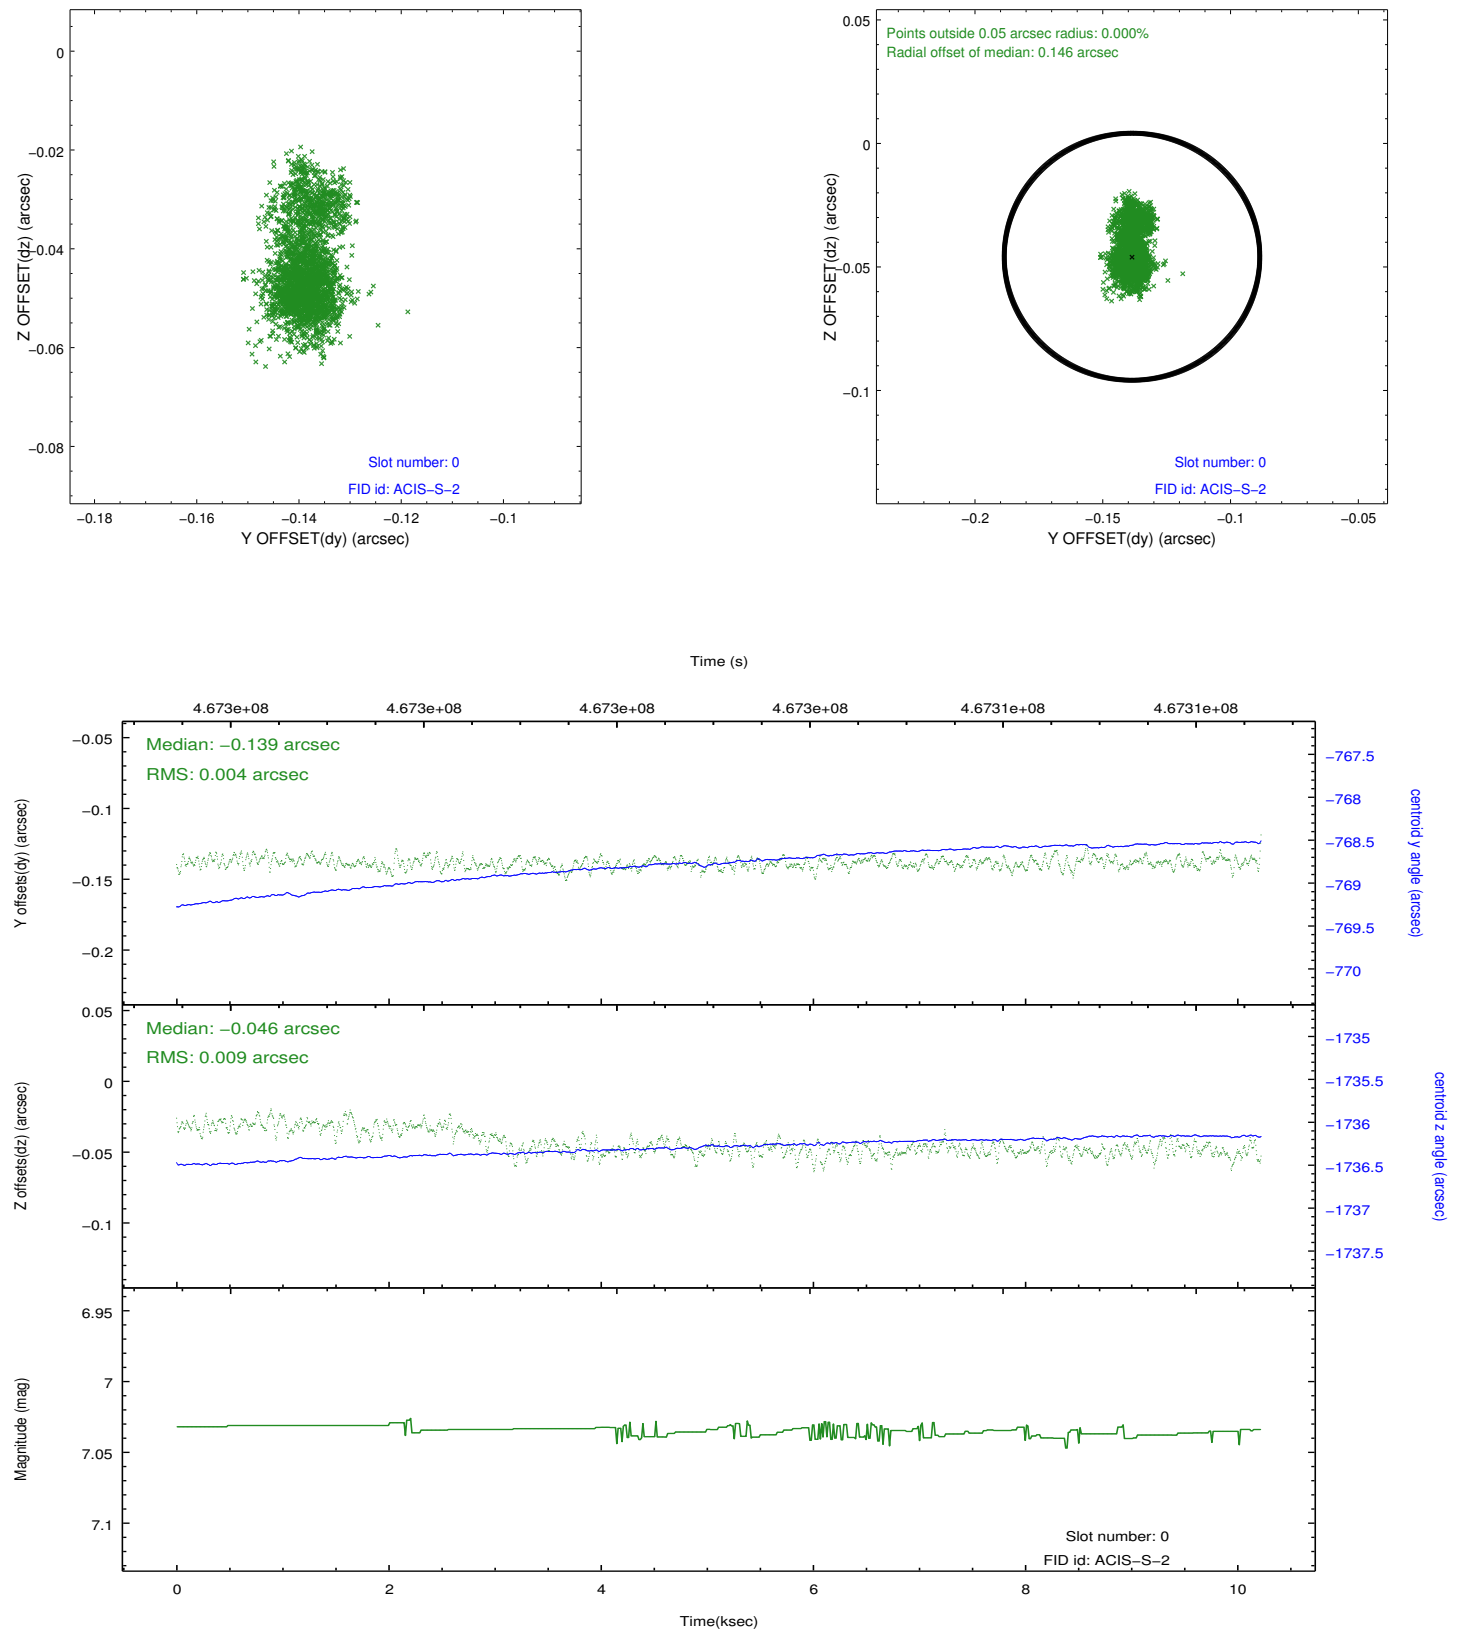 0
−0.02
−0.04
−0.06
−0.08
Z OFFSET(dz) (arcsec)
Slot number: 0
FID id: ACIS−S−2
−0.18
−0.16
−0.14
−0.12
−0.1
Y OFFSET(dy) (arcsec)
Points outside 0.05 arcsec radius: 0.000%
Radial offset of median: 0.146 arcsec
0.05
0
−0.05
−0.1
Z OFFSET(dz) (arcsec)
Slot number: 0
FID id: ACIS−S−2
−0.2
−0.15
−0.1
−0.05
Y OFFSET(dy) (arcsec)
Time (s)
4.673e+08
4.673e+08
4.673e+08
4.673e+08
4.6731e+08
4.6731e+08
Median: −0.139 arcsec
RMS: 0.004 arcsec
−0.05
−0.1
−0.15
−0.2
Y offsets(dy) (arcsec)
−767.5
−768
−768.5
−769
−769.5
−770
centroid y angle (arcsec)
Median: −0.046 arcsec
RMS: 0.009 arcsec
0.05
0
−0.05
−0.1
Z offsets(dz) (arcsec)
−1735
−1735.5
−1736
−1736.5
−1737
−1737.5
centroid z angle (arcsec)
6.95
7
7.05
7.1
Magnitude (mag)
Slot number: 0
FID id: ACIS−S−2
0
2
4
6
8
10
Time(ksec)